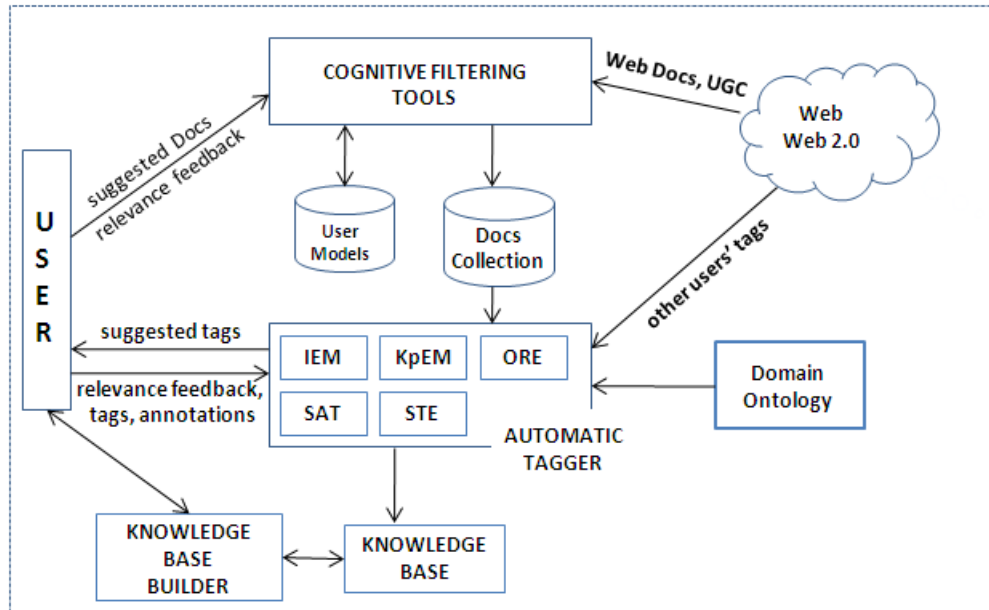 COGNITIVE FILTERING
TOOLS
Web Docs, UGC
Web
Web 2.0
suggested Docs
relevance feedback
U
S
E
R
User
Models
Docs
Collection
other users' tags
suggested tags
IEM
KpEM
ORE
relevance feedback,
tags, annotations
SAT
STE
Domain
Ontology
AUTOMATIC
TAGGER
KNOWLEDGE
BASE
BUILDER
KNOWLEDGE
BASE